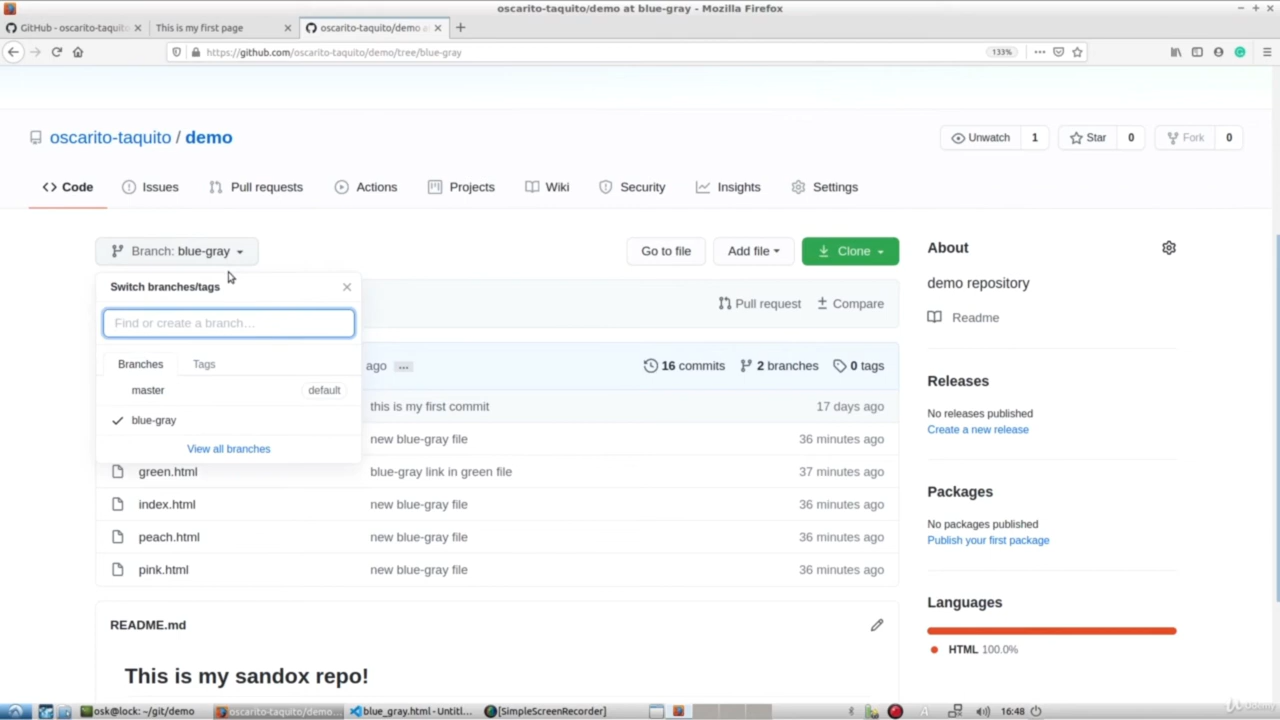 oscarito-taquito/demo at blue-gray - Mozilla Firefox
GitHub - oscarito-taquito
This is my first page
oscarito-taquito/demo at
https://github.com/oscarito-taquito/demo/tree/blue-gray
133%
oscarito-taquito / demo
Unwatch 1
Star 0
Fork 0
Code
Issues
Pull requests
Actions
Projects
Wiki
Security
Insights
Settings
Branch: blue-gray
Go to file
Add file
Clone
About
Switch branches/tags
demo repository
Find or create a branch…
Pull request
Compare
Readme
Branches
Tags
ago ...
16 commits
2 branches
0 tags
Releases
master
default
this is my first commit
17 days ago
No releases published
blue-gray
Create a new release
new blue-gray file
36 minutes ago
View all branches
green.html
blue-gray link in green file
37 minutes ago
Packages
index.html
new blue-gray file
36 minutes ago
No packages published
peach.html
new blue-gray file
36 minutes ago
Publish your first package
pink.html
new blue-gray file
36 minutes ago
Languages
README.md
HTML 100.0%
This is my sandox repo!
osk@lock: ~/git/demo
oscarito-taquito/demo...
blue_gray.html - Untitl...
[SimpleScreenRecorder]
16:48
Udemy